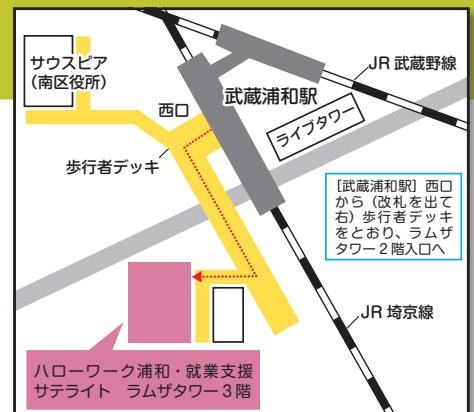 サウスピア
（南区役所）
JR 武蔵野線
西口
武蔵浦和駅
ライブタワー
歩行者デッキ
［武蔵浦和駅］西口
から（改札を出て
右）歩行者デッキ
をとおり、ラムザ
タワー２階入口へ
JR 埼京線
ハローワーク浦和・就業支援
サテライト　ラムザタワー３階